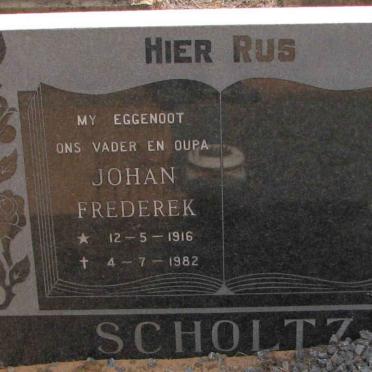 HIER RUS
MY EGGENOOT
ONS VADER EN OUPA
JOHAN
FREDEREK
★ 12-5-1916
✝ 4-7-1982
SCHOLTZ